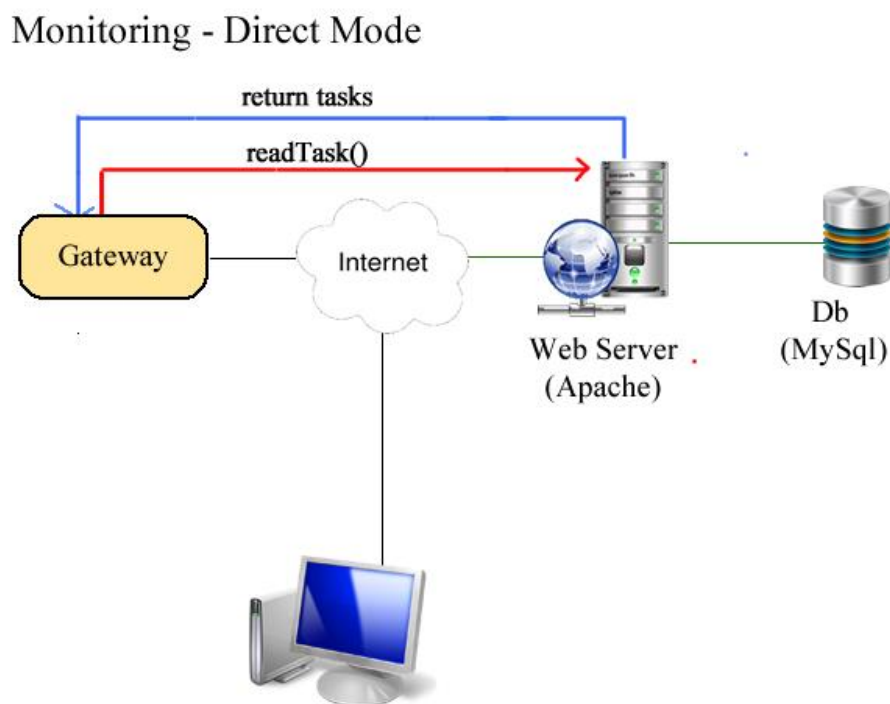 Monitoring - Direct Mode
return tasks
readTask()
Gateway
Internet
Web Server
(Apache)
Db
(MySql)